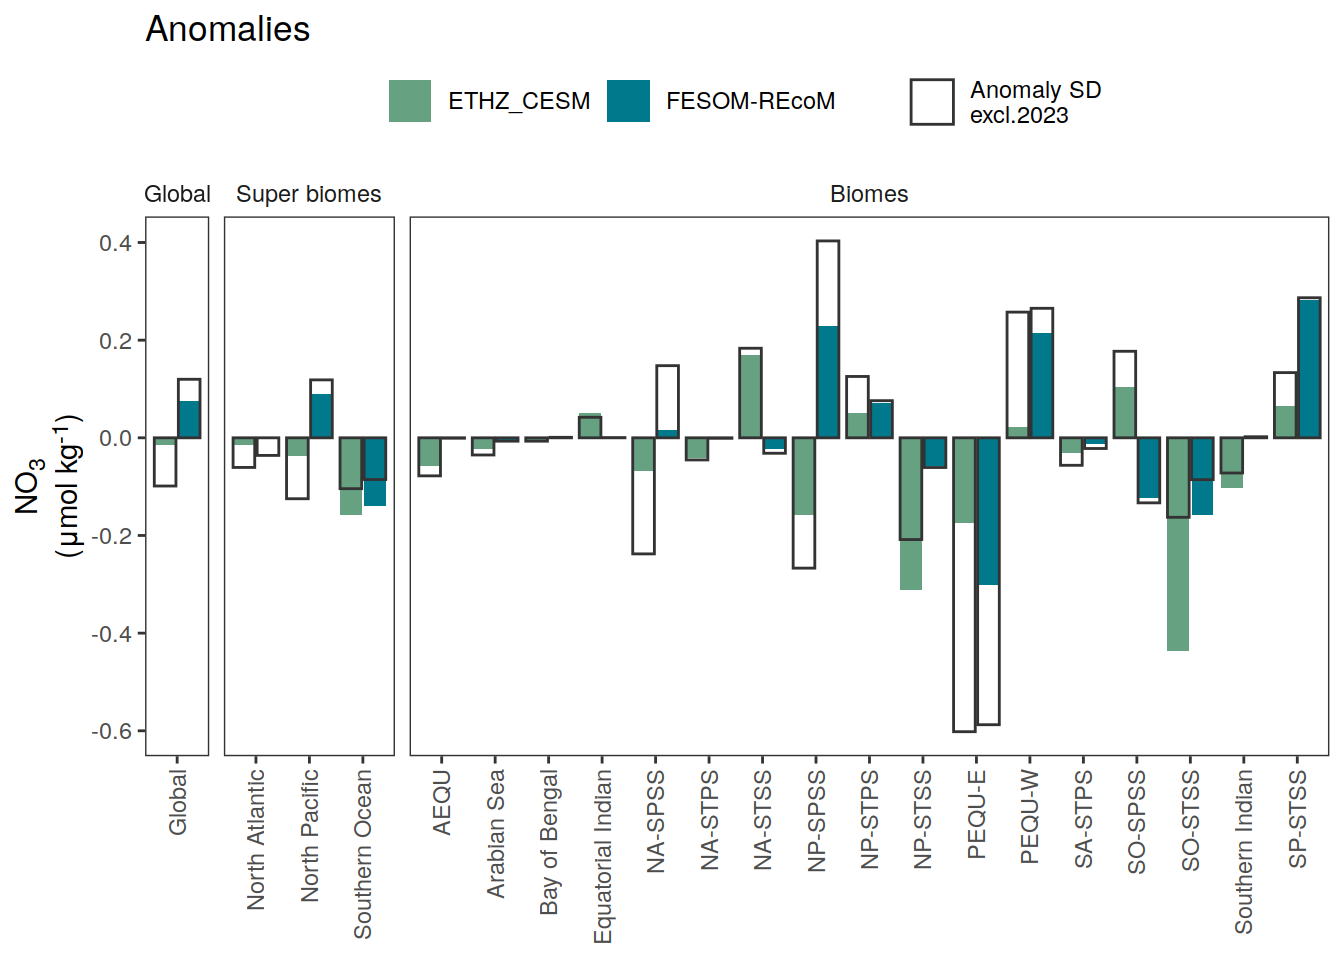 Anomalies
ETHZ_CESM
FESOM-REcoM
Anomaly SD
excl.2023
Global
Super biomes
Biomes
NO3
(μmol kg-1)
0.4
0.2
0.0
-0.2
-0.4
-0.6
Global
North Atlantic
North Pacific
Southern Ocean
AEQU
Arabian Sea
Bay of Bengal
Equatorial Indian
NA-SPSS
NA-STPS
NA-STSS
NP-SPSS
NP-STPS
NP-STSS
PEQU-E
PEQU-W
SA-STPS
SO-SPSS
SO-STSS
Southern Indian
SP-STSS